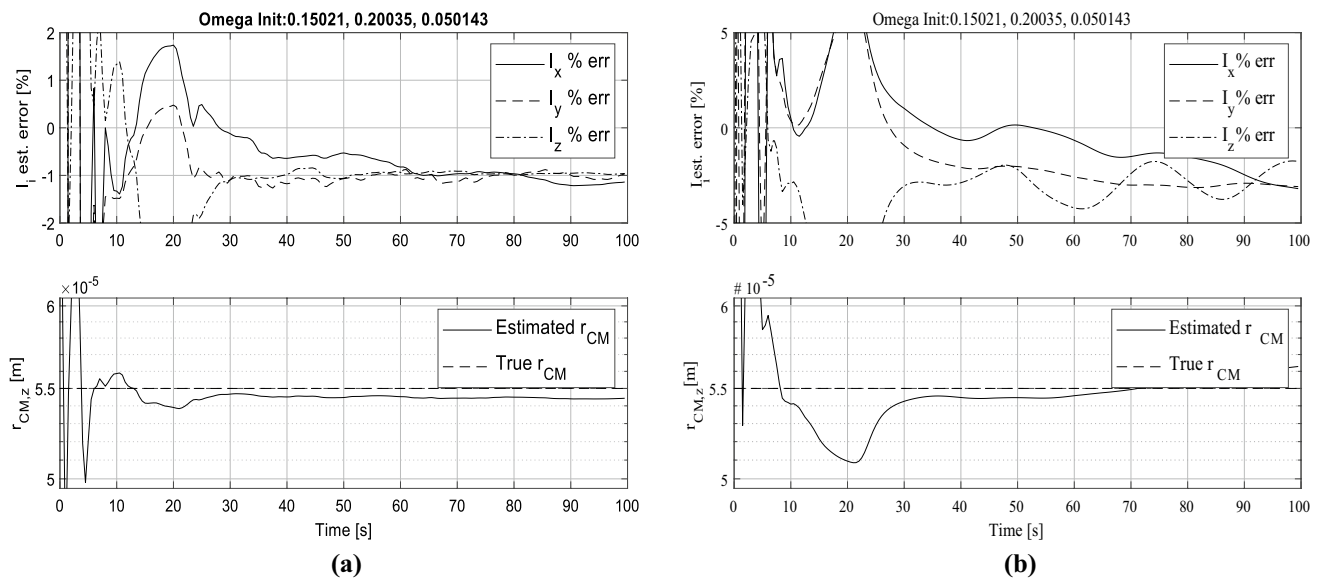 Omega Init:0.15021, 0.20035, 0.050143
2
1
0
-1
-2
I_i est. error [%]
I_x % err
I_y % err
I_z % err
0 10 20 30 40 50 60 70 80 90 100
×10^-5
6
5.5
5
r_CM,z [m]
Estimated r_CM
True r_CM
0 10 20 30 40 50 60 70 80 90 100
Time [s]
(a)
Omega Init:0.15021, 0.20035, 0.050143
5
0
-5
I_i est. error [%]
I_x % err
I_y % err
I_z % err
0 10 20 30 40 50 60 70 80 90 100
# 10^-5
6
5.5
5
r_CM,z [m]
Estimated r_CM
True r_CM
0 10 20 30 40 50 60 70 80 90 100
Time [s]
(b)